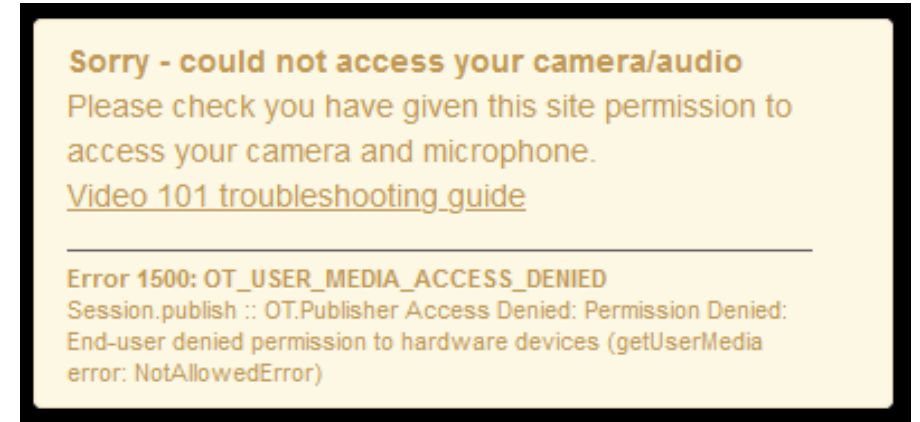 Sorry - could not access your camera/audio
Please check you have given this site permission to
access your camera and microphone.
Video 101 troubleshooting guide
Error 1500: OT_USER_MEDIA_ACCESS_DENIED
Session.publish :: OT.Publisher Access Denied: Permission Denied:
End-user denied permission to hardware devices (getUserMedia
error: NotAllowedError)